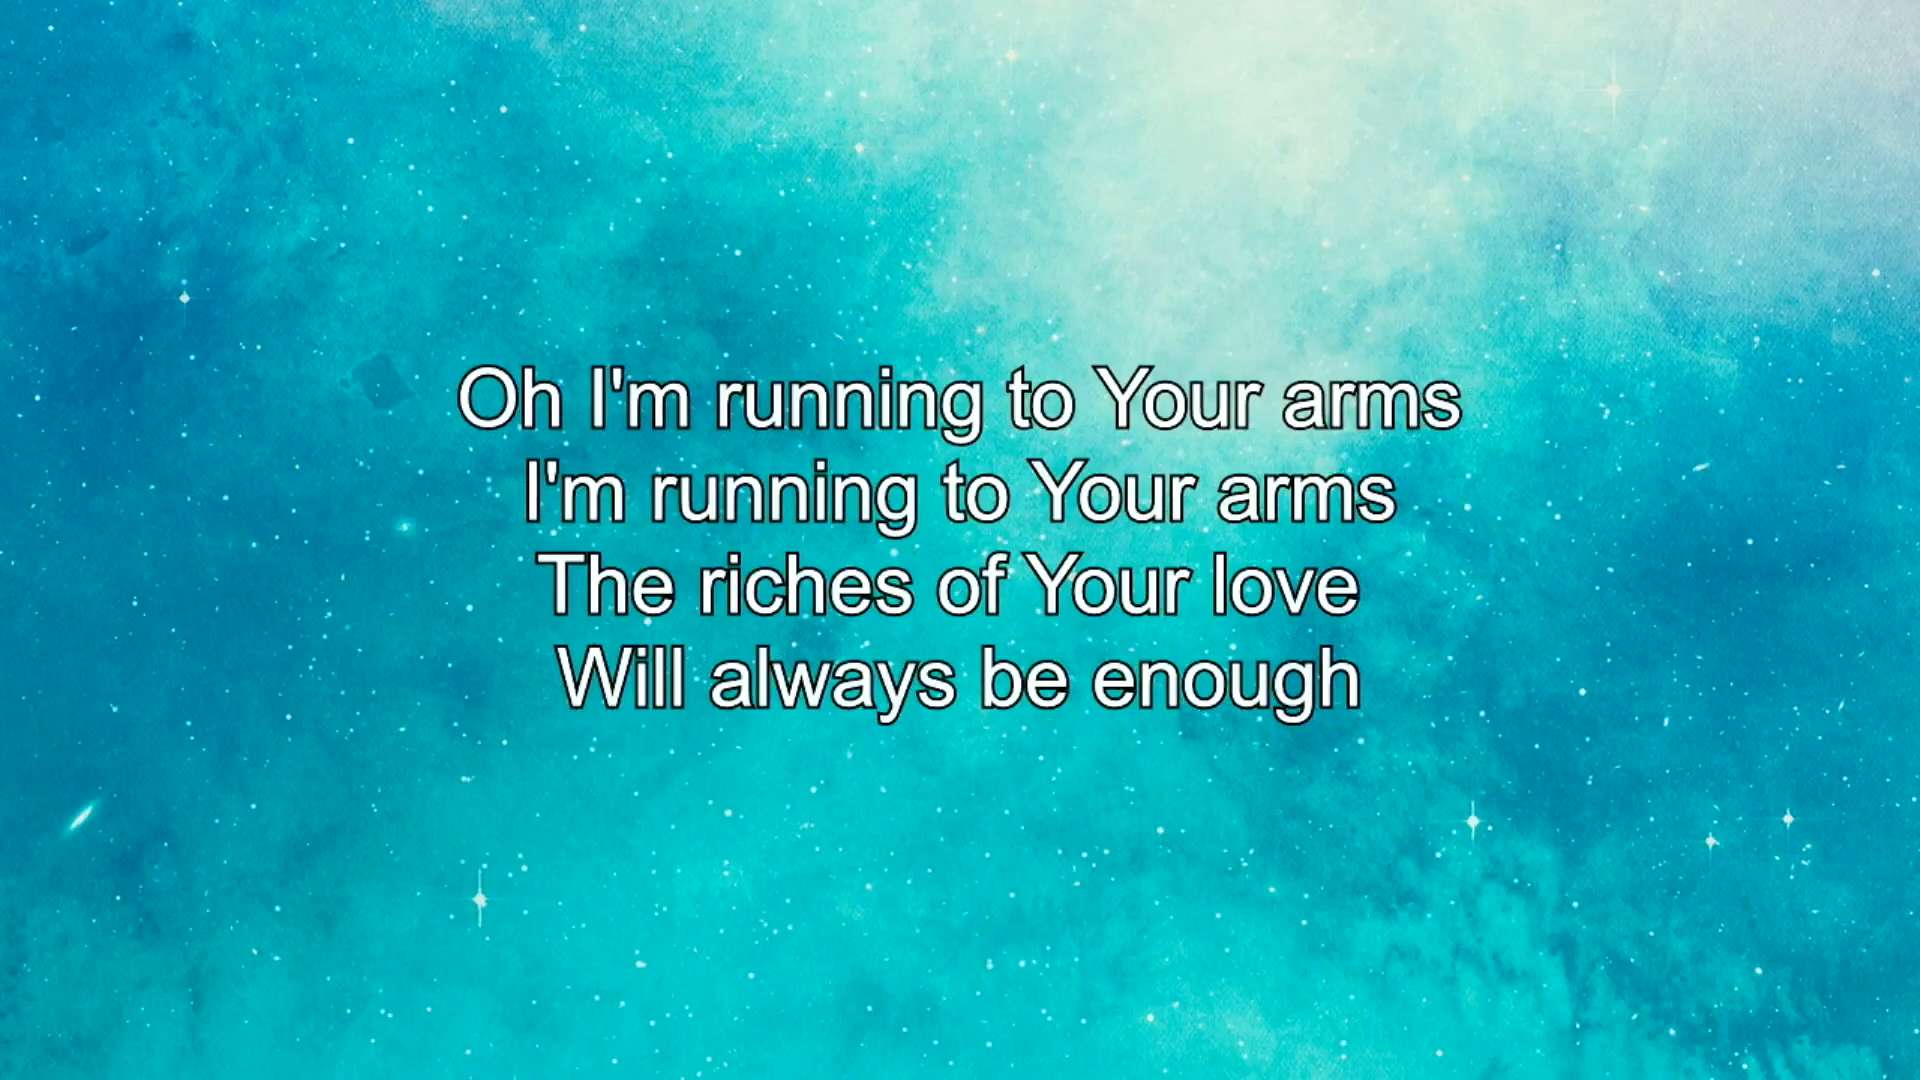 Oh I'm running to Your arms
I'm running to Your arms
The riches of Your love
Will always be enough